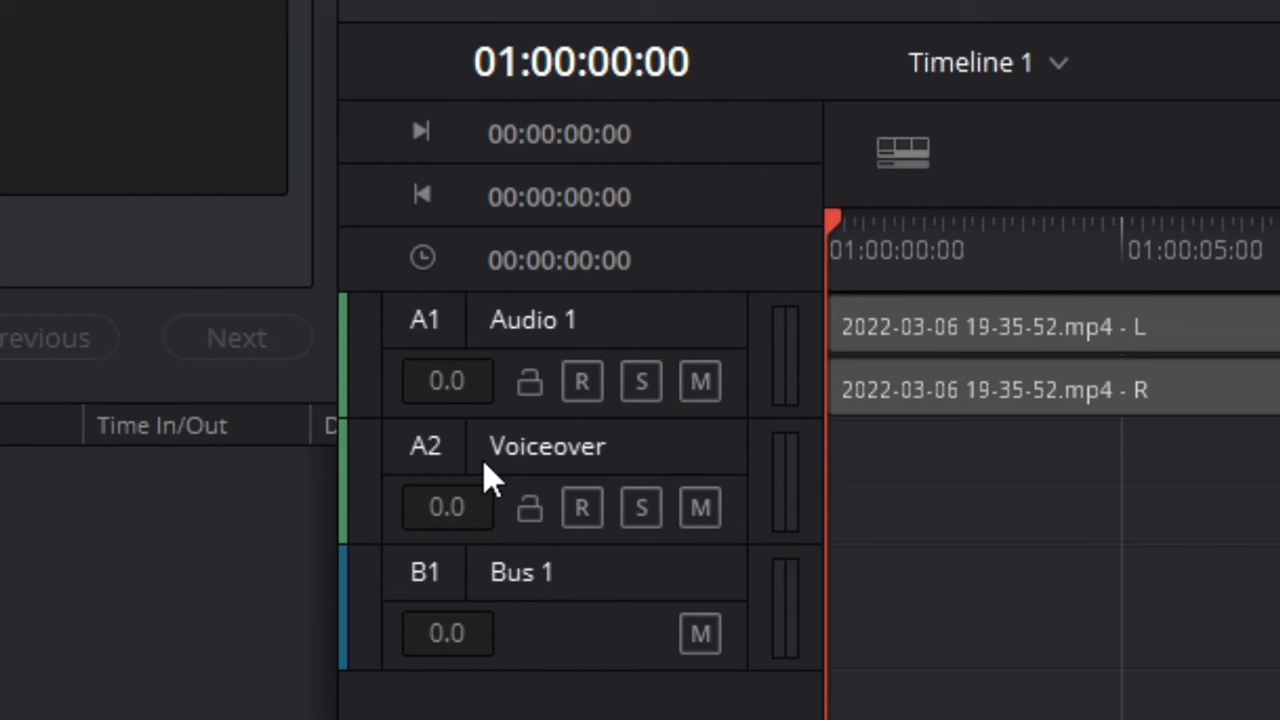 01:00:00:00
Timeline 1
00:00:00:00
00:00:00:00
00:00:00:00
01:00:00:00 01:00:05:00
revious
Next
Time In/Out
D
A1 Audio 1
0.0 R S M
2022-03-06 19-35-52.mp4 - L
2022-03-06 19-35-52.mp4 - R
A2 Voiceover
0.0 R S M
B1 Bus 1
0.0 M